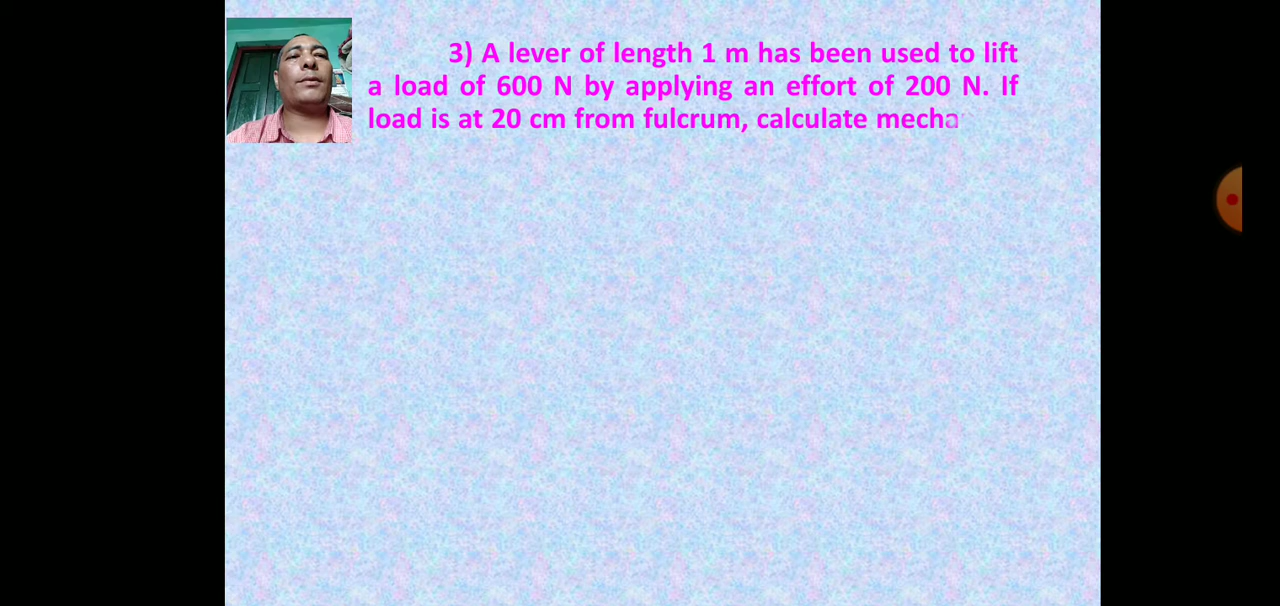 3) A lever of length 1 m has been used to lift
a load of 600 N by applying an effort of 200 N. If
load is at 20 cm from fulcrum, calculate mecha